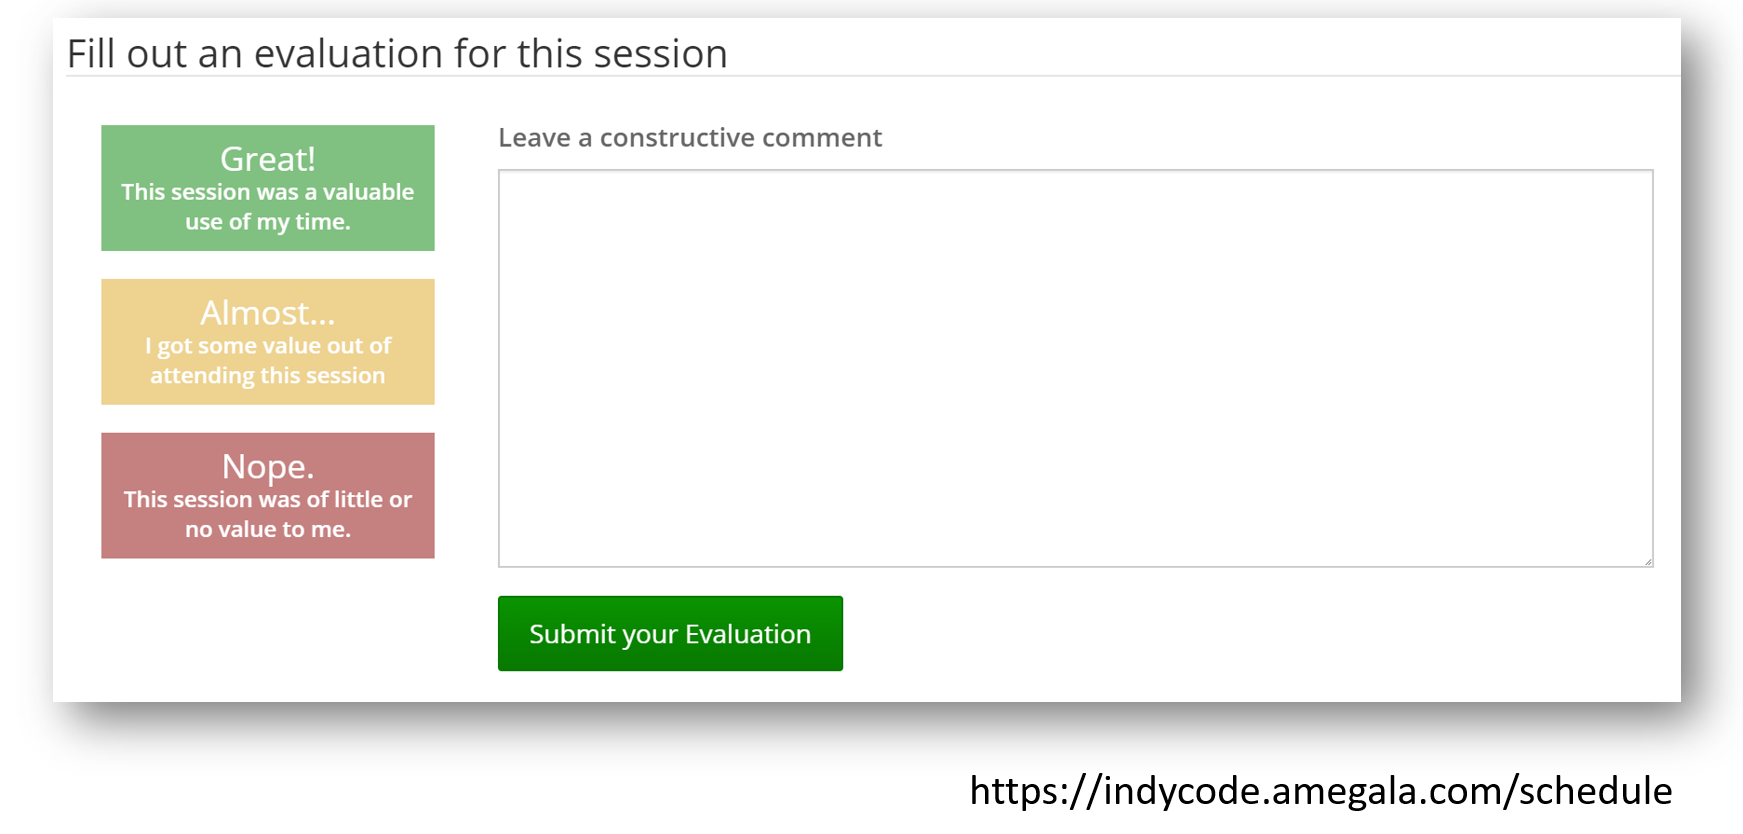 Fill out an evaluation for this session
Great!
This session was a valuable
use of my time.
Almost...
I got some value out of
attending this session
Nope.
This session was of little or
no value to me.
Leave a constructive comment
Submit your Evaluation
https://indycode.amegala.com/schedule